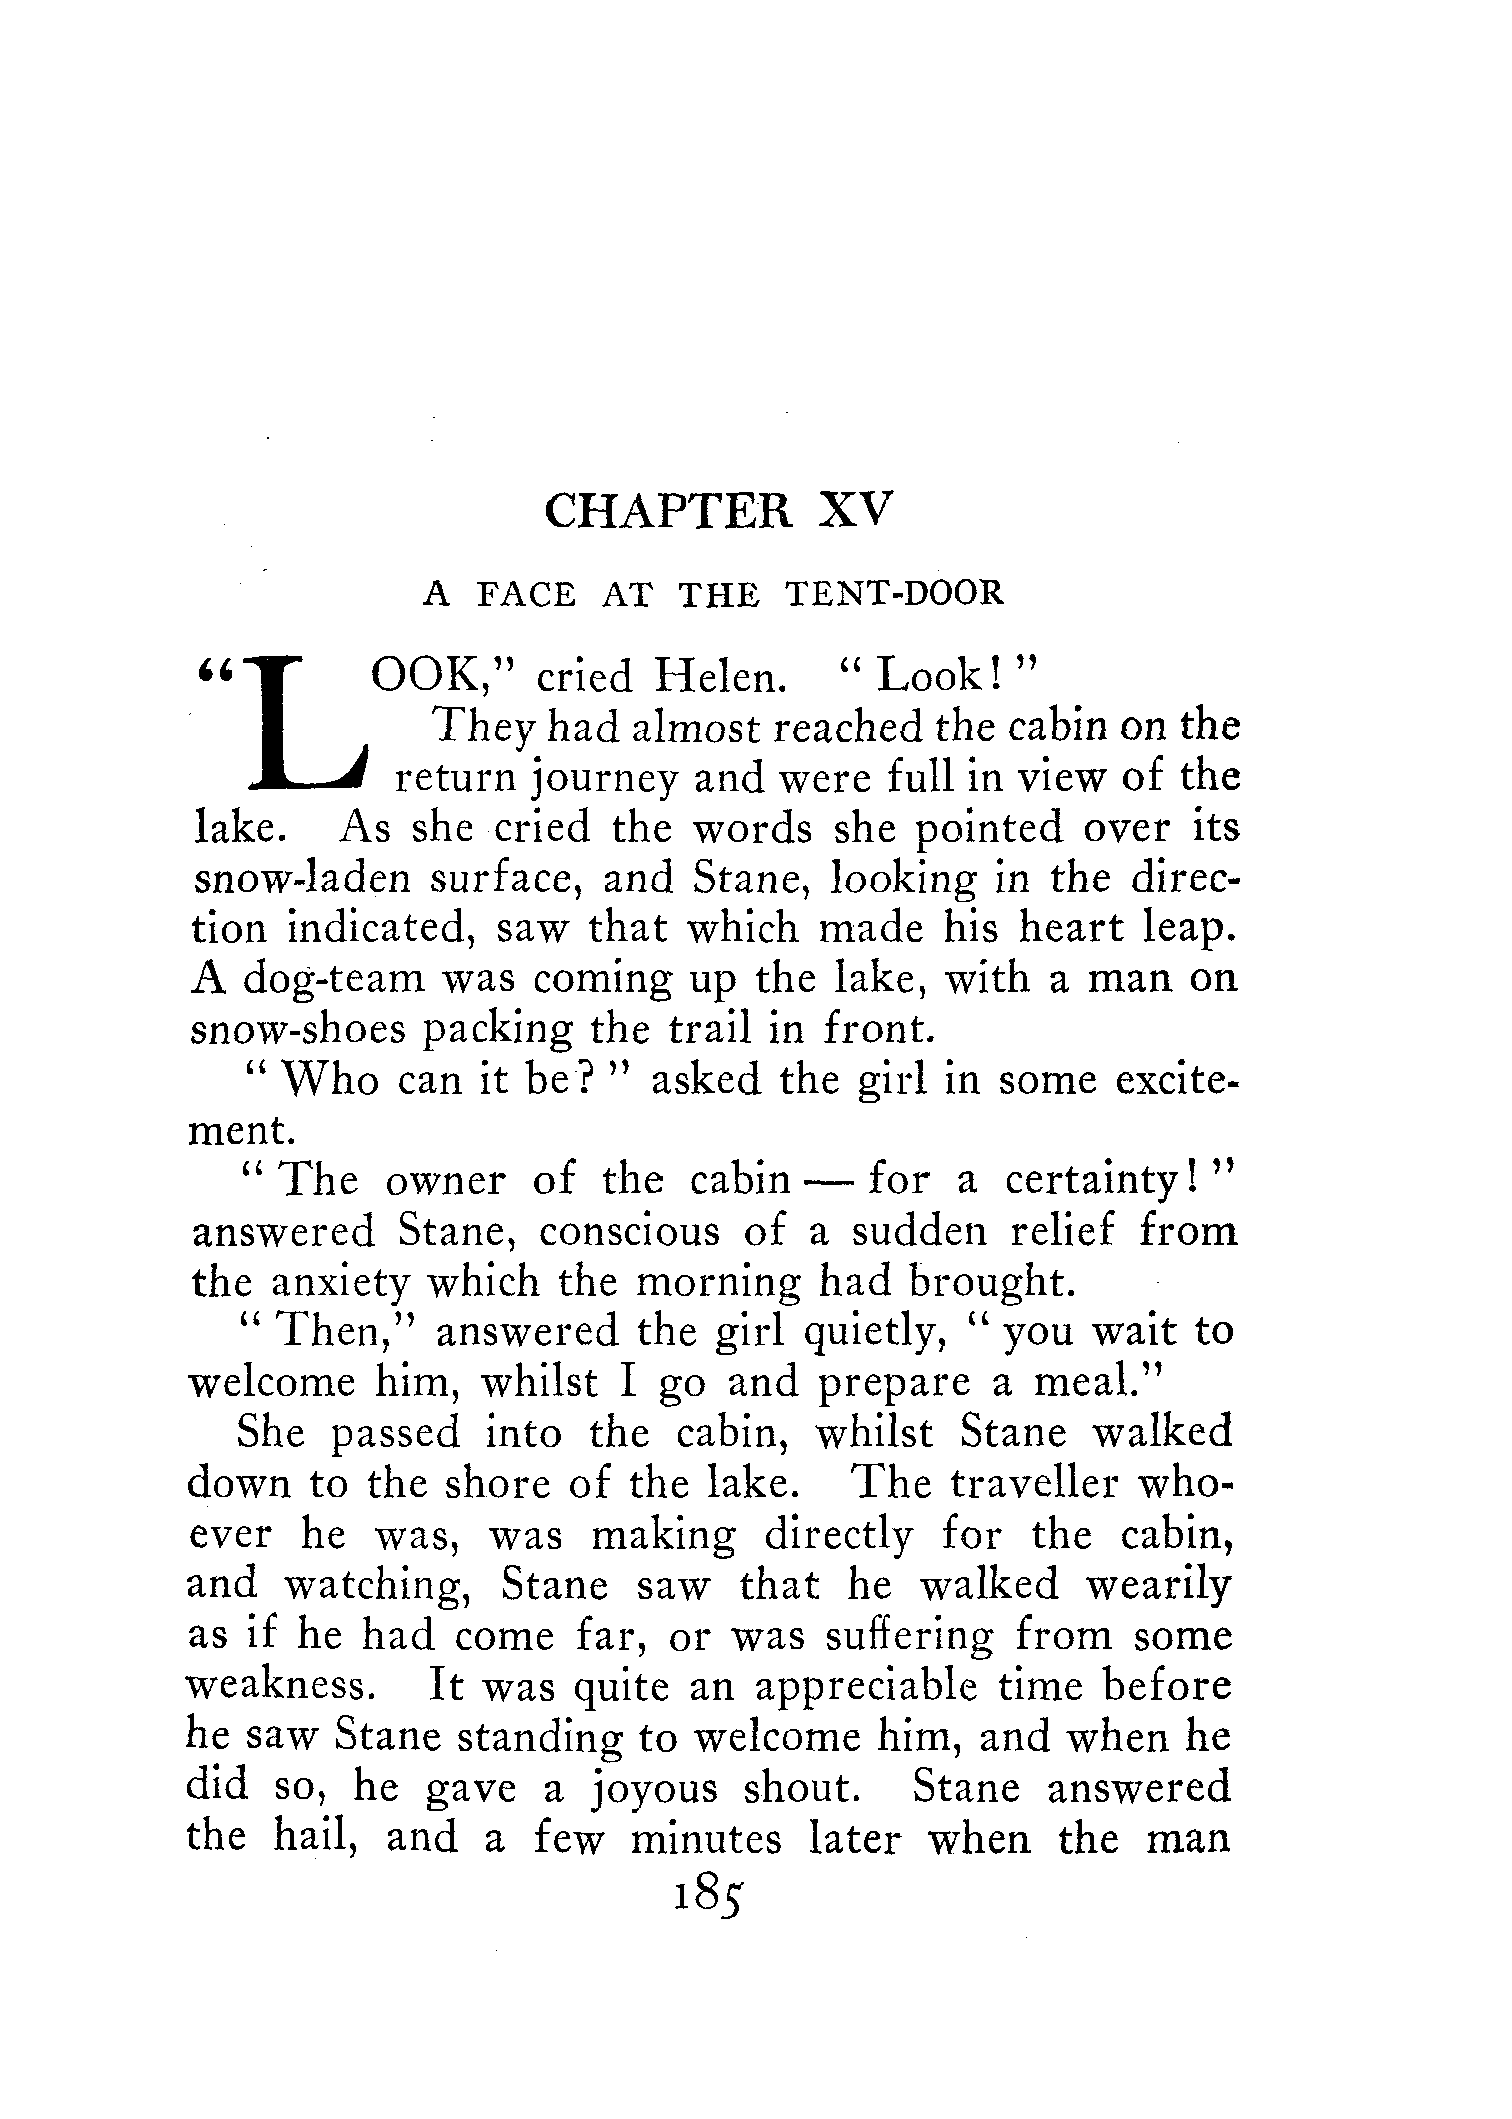 CHAPTER XV
A FACE AT THE TENT-DOOR
“LOOK,” cried Helen. “ Look! ”
They had almost reached the cabin on the
return journey and were full in view of the
lake. As she cried the words she pointed over its
snow-laden surface, and Stane, looking in the direc-
tion indicated, saw that which made his heart leap.
A dog-team was coming up the lake, with a man on
snow-shoes packing the trail in front.
“ Who can it be? ” asked the girl in some excite-
ment.
“ The owner of the cabin — for a certainty! ”
answered Stane, conscious of a sudden relief from
the anxiety which the morning had brought.
“ Then,” answered the girl quietly, “ you wait to
welcome him, whilst I go and prepare a meal.”
She passed into the cabin, whilst Stane walked
down to the shore of the lake. The traveller who-
ever he was, was making directly for the cabin,
and watching, Stane saw that he walked wearily
as if he had come far, or was suffering from some
weakness. It was quite an appreciable time before
he saw Stane standing to welcome him, and when he
did so, he gave a joyous shout. Stane answered
the hail, and a few minutes later when the man
185